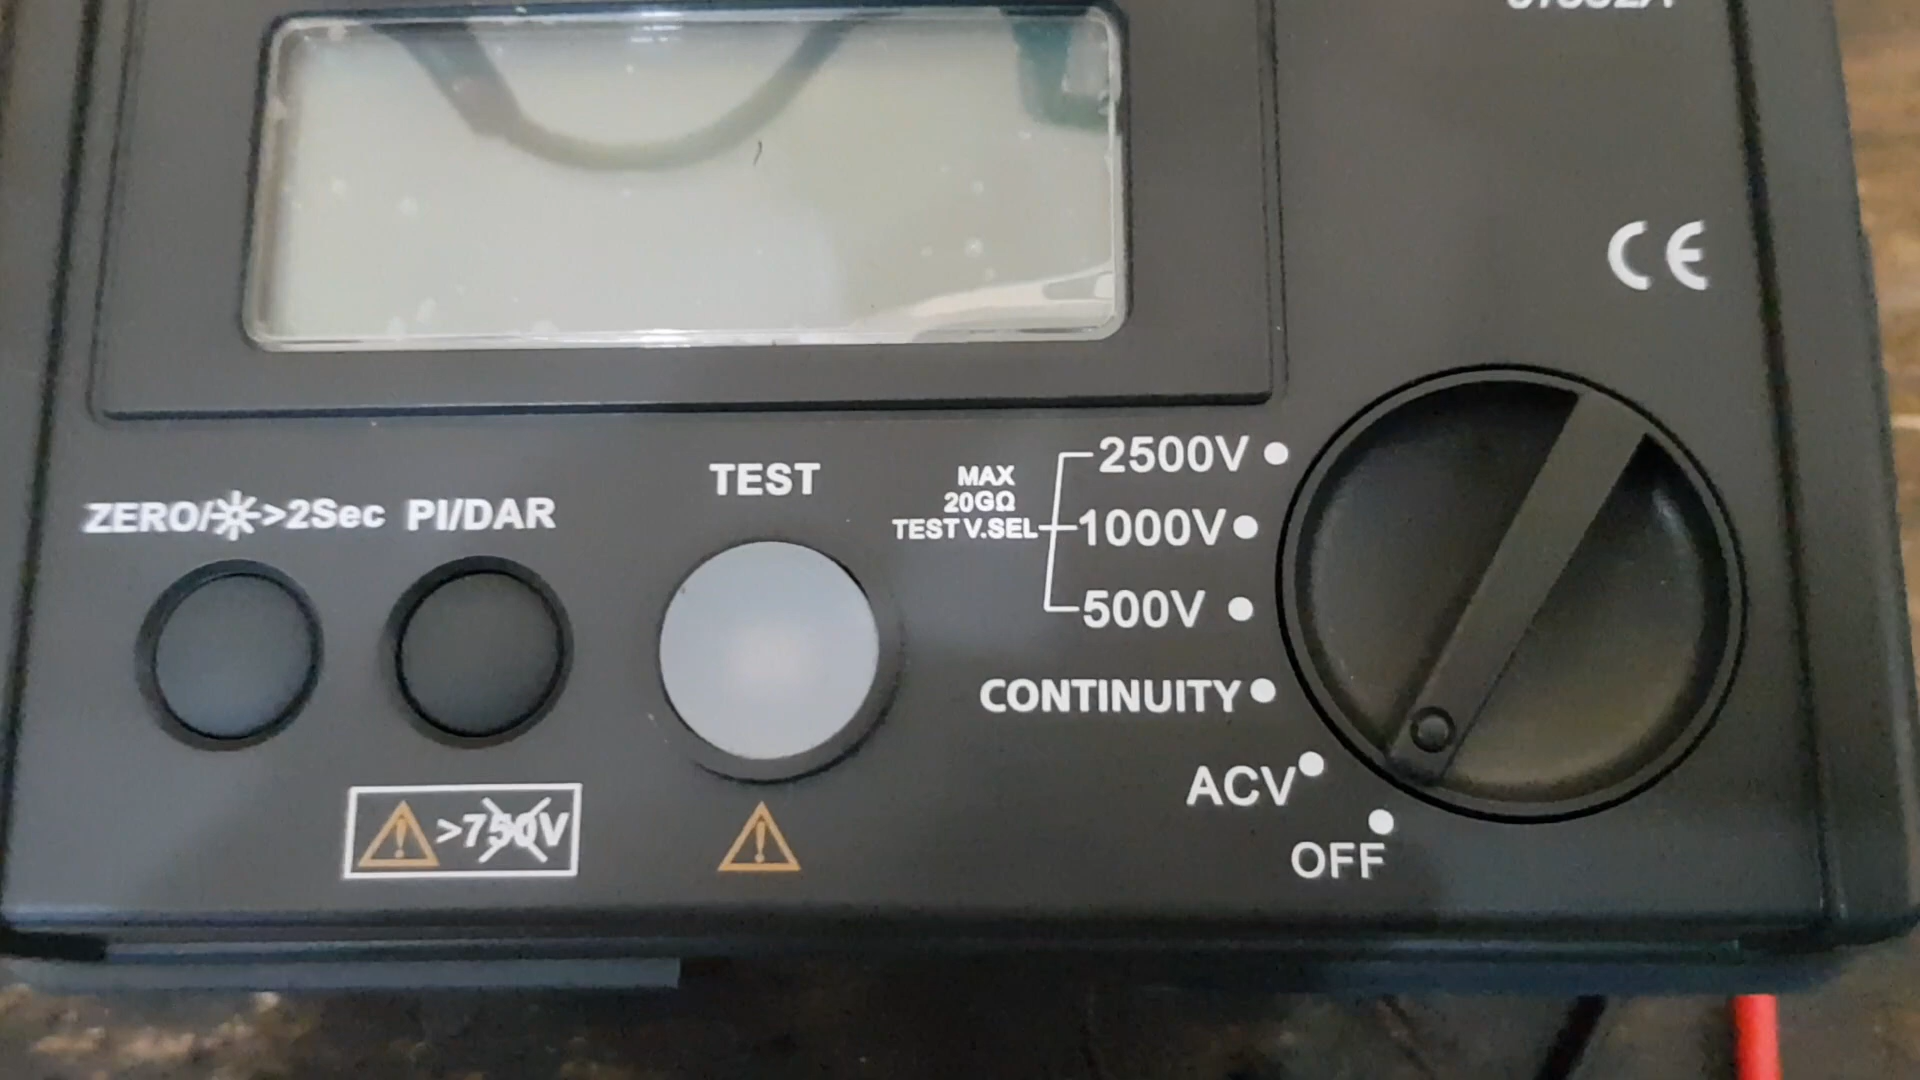 CE
2500V
MAX
20GΩ
TEST V.SEL
1000V
500V
TEST
ZERO/☼>2Sec
PI/DAR
CONTINUITY
ACV
OFF
>750V